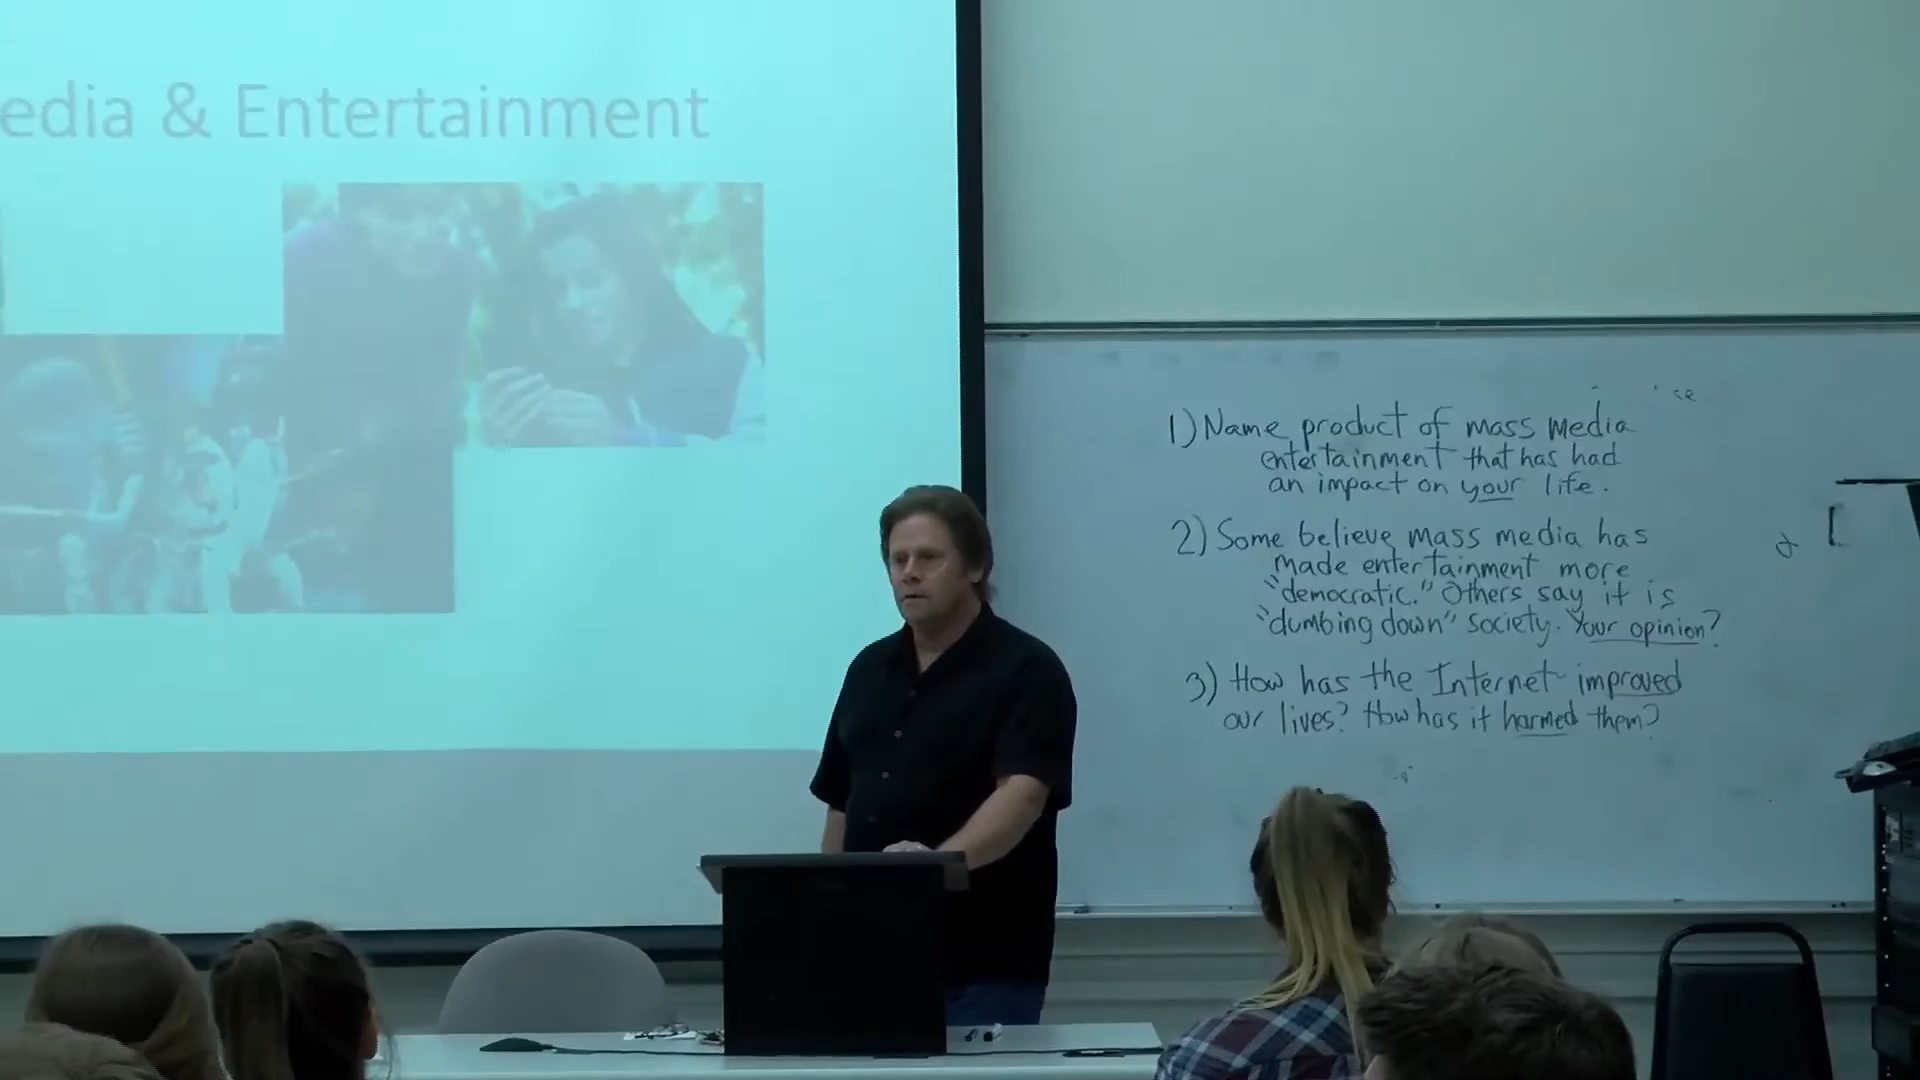 edia & Entertainment
1) Name product of mass media
entertainment that has had
an impact on your life.
2) Some believe mass media has
made entertainment more
"democratic." Others say it is
"dumbing down" society. Your opinion?
3) How has the Internet improved
our lives? How has it harmed them?